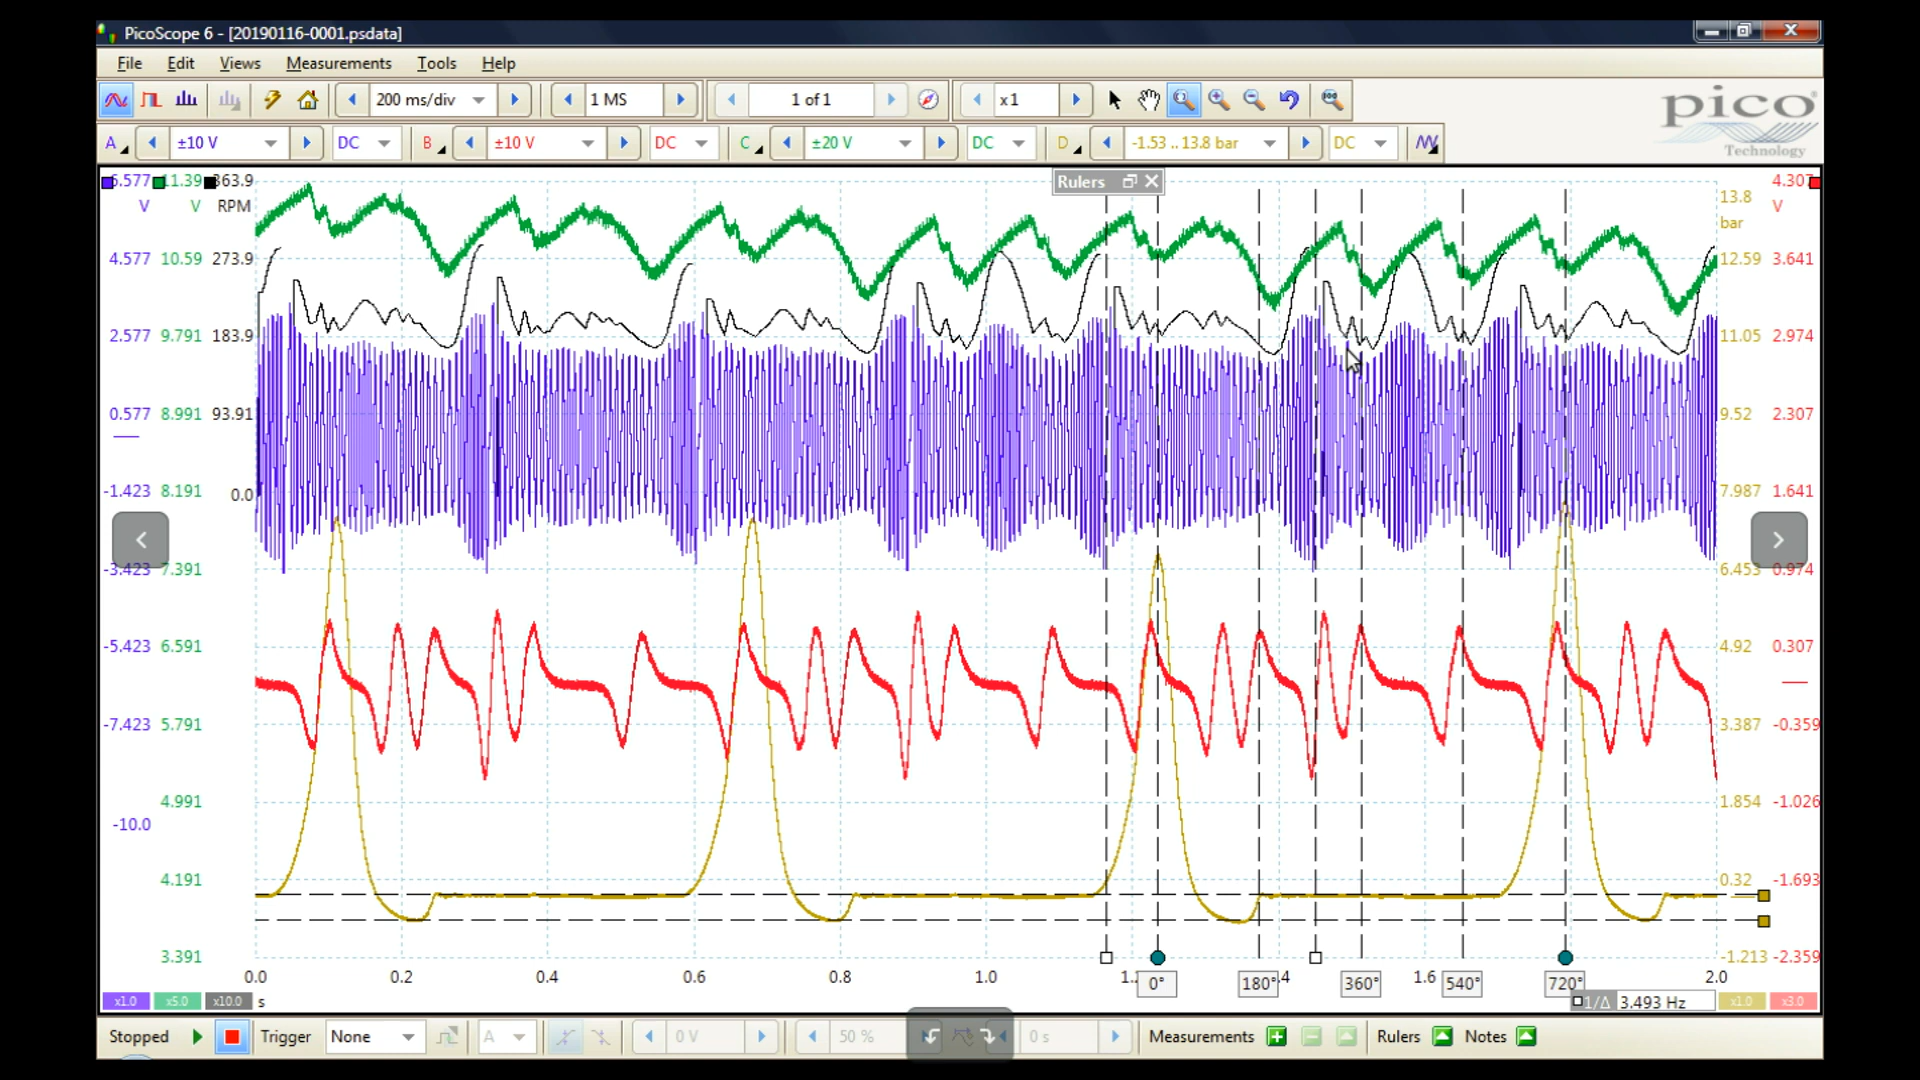 PicoScope 6 - [20190116-0001.psdata]
File Edit Views Measurements Tools Help
200 ms/div 1 MS 1 of 1 x1
pico
Technology
A ±10 V DC B ±10 V DC C ±20 V DC D -1.53 .. 13.8 bar DC
Rulers
11.39 363.9 13.8 4.307
V V RPM bar V
4.577 10.59 273.9 12.59 3.641
2.577 9.791 183.9 11.05 2.974
0.577 8.991 93.91 9.52 2.307
-1.423 8.191 0.0 7.987 1.641
-3.423 7.391 6.453 0.974
-5.423 6.591 4.92 0.307
-7.423 5.791 3.387 -0.359
-10.0 4.991 1.854 -1.026
4.191 0.32 -1.693
3.391 -1.213 -2.359
0.0 0.2 0.4 0.6 0.8 1.0 0° 180° 360° 1.6 540° 720° 2.0
x1.0 x5.0 x10.0 s 1/Δ 3.493 Hz x1.0 x3.0
Stopped Trigger None A 0 V 50 % 0 s Measurements Rulers Notes